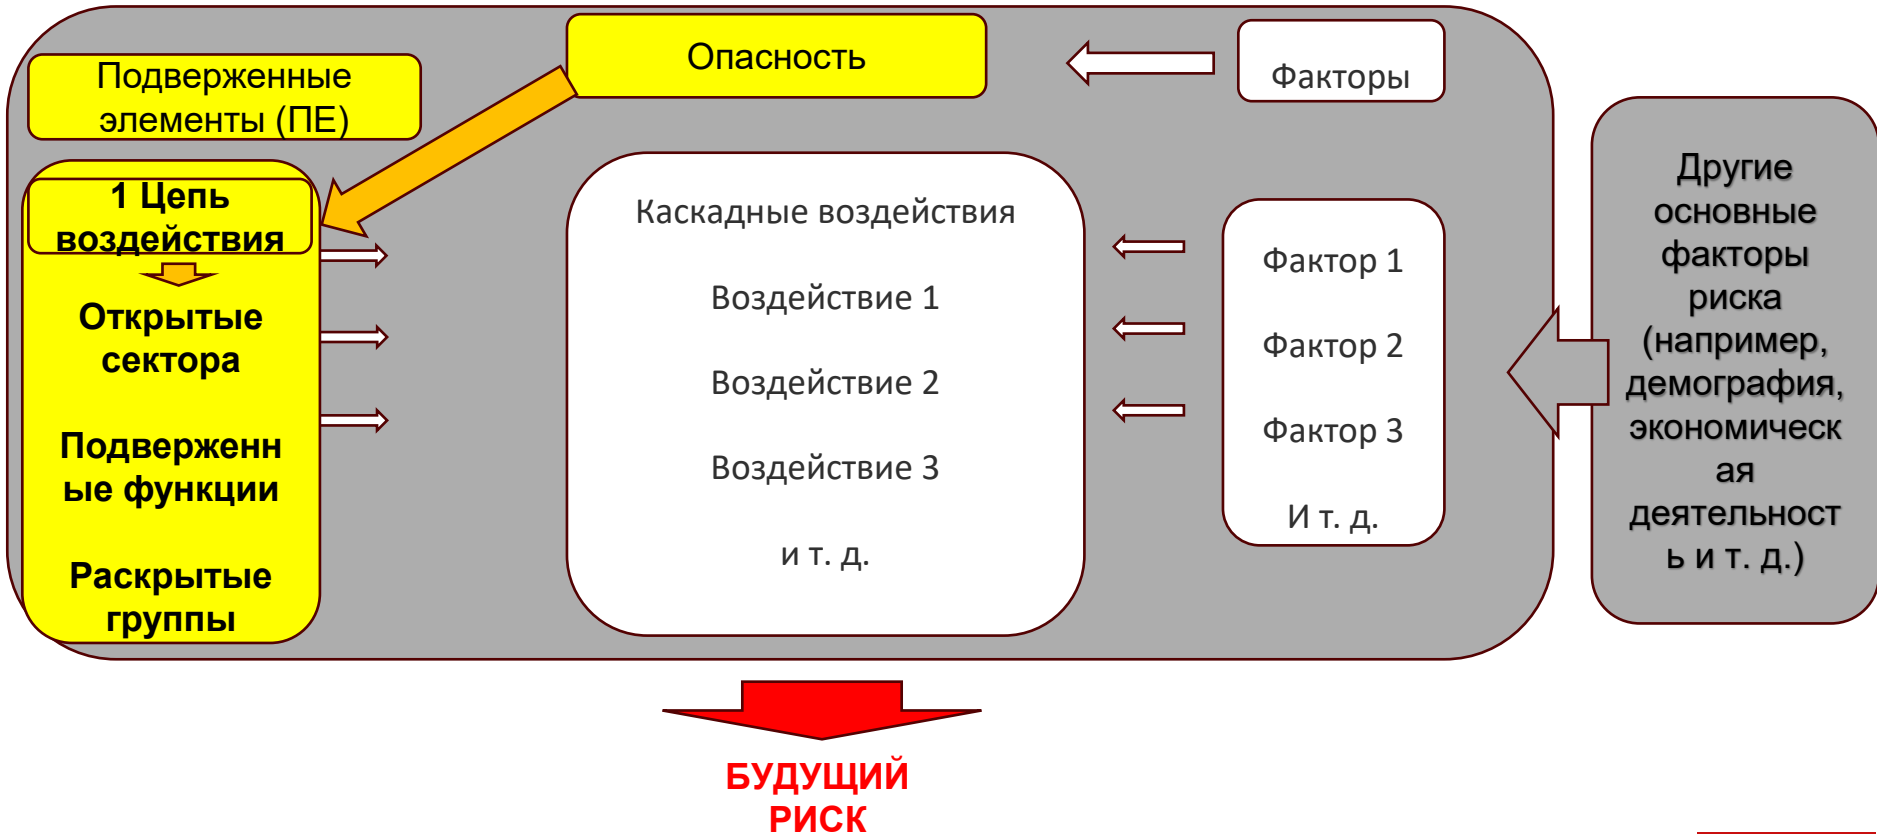 Опасность
Факторы
Подверженные
элементы (ПЕ)
1 Цепь
воздействия
Открытые
сектора
Подверженн
ые функции
Раскрытые
группы
Каскадные воздействия
Воздействие 1
Воздействие 2
Воздействие 3
и т. д.
Фактор 1
Фактор 2
Фактор 3
И т. д.
Другие
основные
факторы
риска
(например,
демография,
экономическ
ая
деятельност
ь и т. д.)
БУДУЩИЙ
РИСК